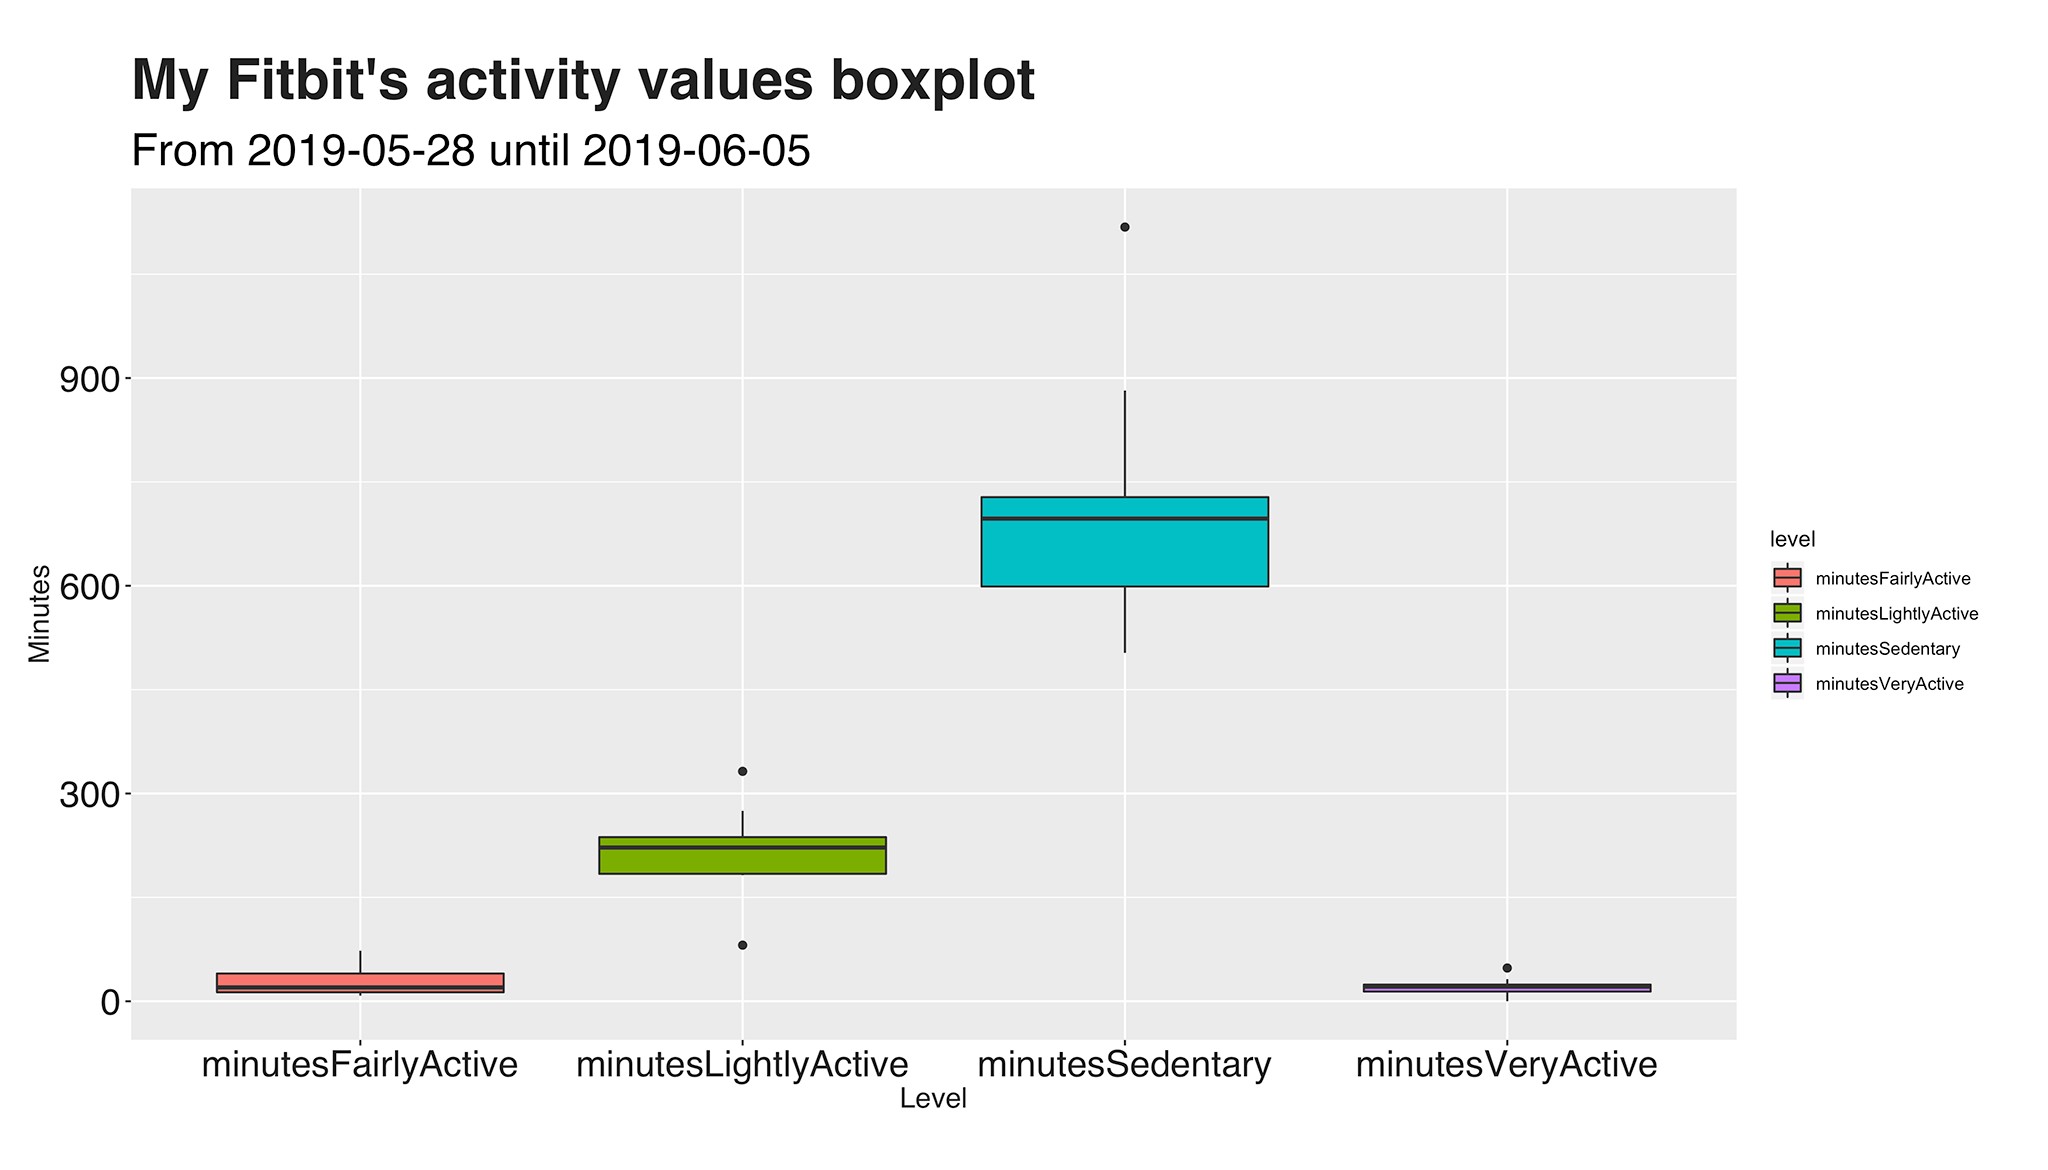 My Fitbit's activity values boxplot
From 2019-05-28 until 2019-06-05
Minutes
900
600
300
0
minutesFairlyActive minutesLightlyActive minutesSedentary minutesVeryActive
Level
level
minutesFairlyActive
minutesLightlyActive
minutesSedentary
minutesVeryActive